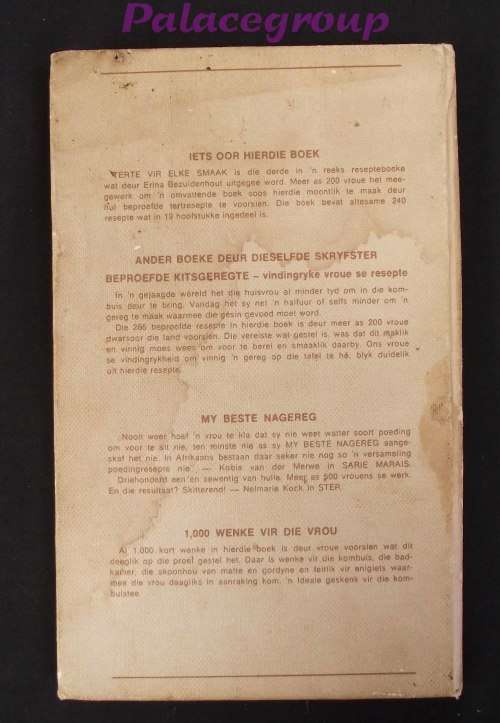 Palacegroup
IETS OOR HIERDIE BOEK
TERTE VIR ELKE SMAAK is die derde in 'n reeks resepteboeke
wat deur Erina Bezuidenhout uitgegee word. Meer as 200 vroue het mee-
gewerk om 'n omvattende boek soos hierdie moontlik te maak deur
hul beproefde tertresepte te voorsien. Die boek bevat altesame 240
resepte wat in 19 hoofstukke ingedeel is.
ANDER BOEKE DEUR DIESELFDE SKRYFSTER
BEPROEFDE KITSGEREGTE – vindingryke vroue se resepte
In 'n gejaagde wêreld het die huisvrou al minder tyd om in die kom-
buis deur te bring. Vandag het sy net 'n halfuur of selfs minder om 'n
gereg te maak waarmee die gesin gevoed moet word.
Die 266 beproefde resepte in hierdie boek is deur meer as 200 vroue
dwarsoor die land voorsien. Die vereiste wat gestel is, was dat dit maklik
en vinnig moes wees om voor te berei en smaaklik daarby. Ons vroue
se vindingrykheid om vinnig 'n gereg op die tafel te hê, blyk duidelik
uit hierdie resepte.
MY BESTE NAGEREG
Nooit weer hoef 'n vrou te kla dat sy nie weet watter soort poeding
om voor te sit nie, ten minste nie as sy MY BESTE NAGEREG aange-
skaf het nie. In Afrikaans bestaan daar seker nie nog so 'n versameling
poedingresepte nie — Kobie van der Merwe in SARIE MARAIS.
Driehonderd een en sewentig van hulle. Meer as 500 vrouens se werk.
En die resultaat? Skitterend! — Nelmarie Kock in STER.
1,000 WENKE VIR DIE VROU
Al 1,000 kort wenke in hierdie boek is deur vroue voorsien wat dit
deeglik op die proef gestel het. Daar is wenke vir die kombuis, die bad-
kamer, die skoonhou van matte en gordyne en feitlik vir enigiets waar-
mee die vrou daagliks in aanraking kom. 'n Ideale geskenk vir die kom-
buistee.